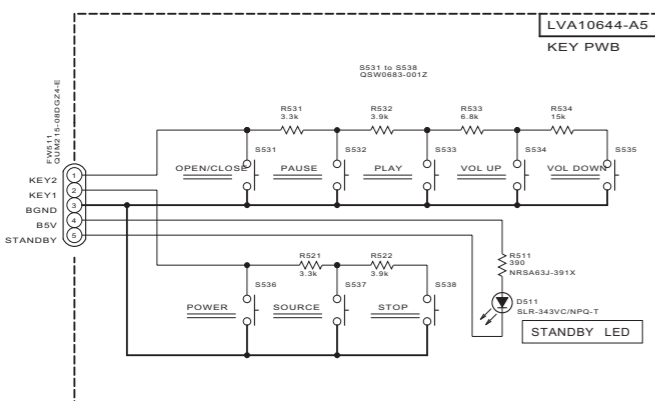 LVA10644-A5
KEY PWB
S531 to S538
QSW0683-001Z
FW511
QUM215-08DGZ4-E
R531
3.3k
R532
3.9k
R533
6.8k
R534
15k
S531
S532
S533
S534
S535
OPEN/CLOSE
PAUSE
PLAY
VOL UP
VOL DOWN
1
KEY2
2
KEY1
3
BGND
4
B5V
5
STANDBY
R521
3.3k
R522
3.9k
R511
390
NRSA63J-391X
S536
S537
S538
POWER
SOURCE
STOP
D511
SLR-343VC/NPQ-T
STANDBY LED